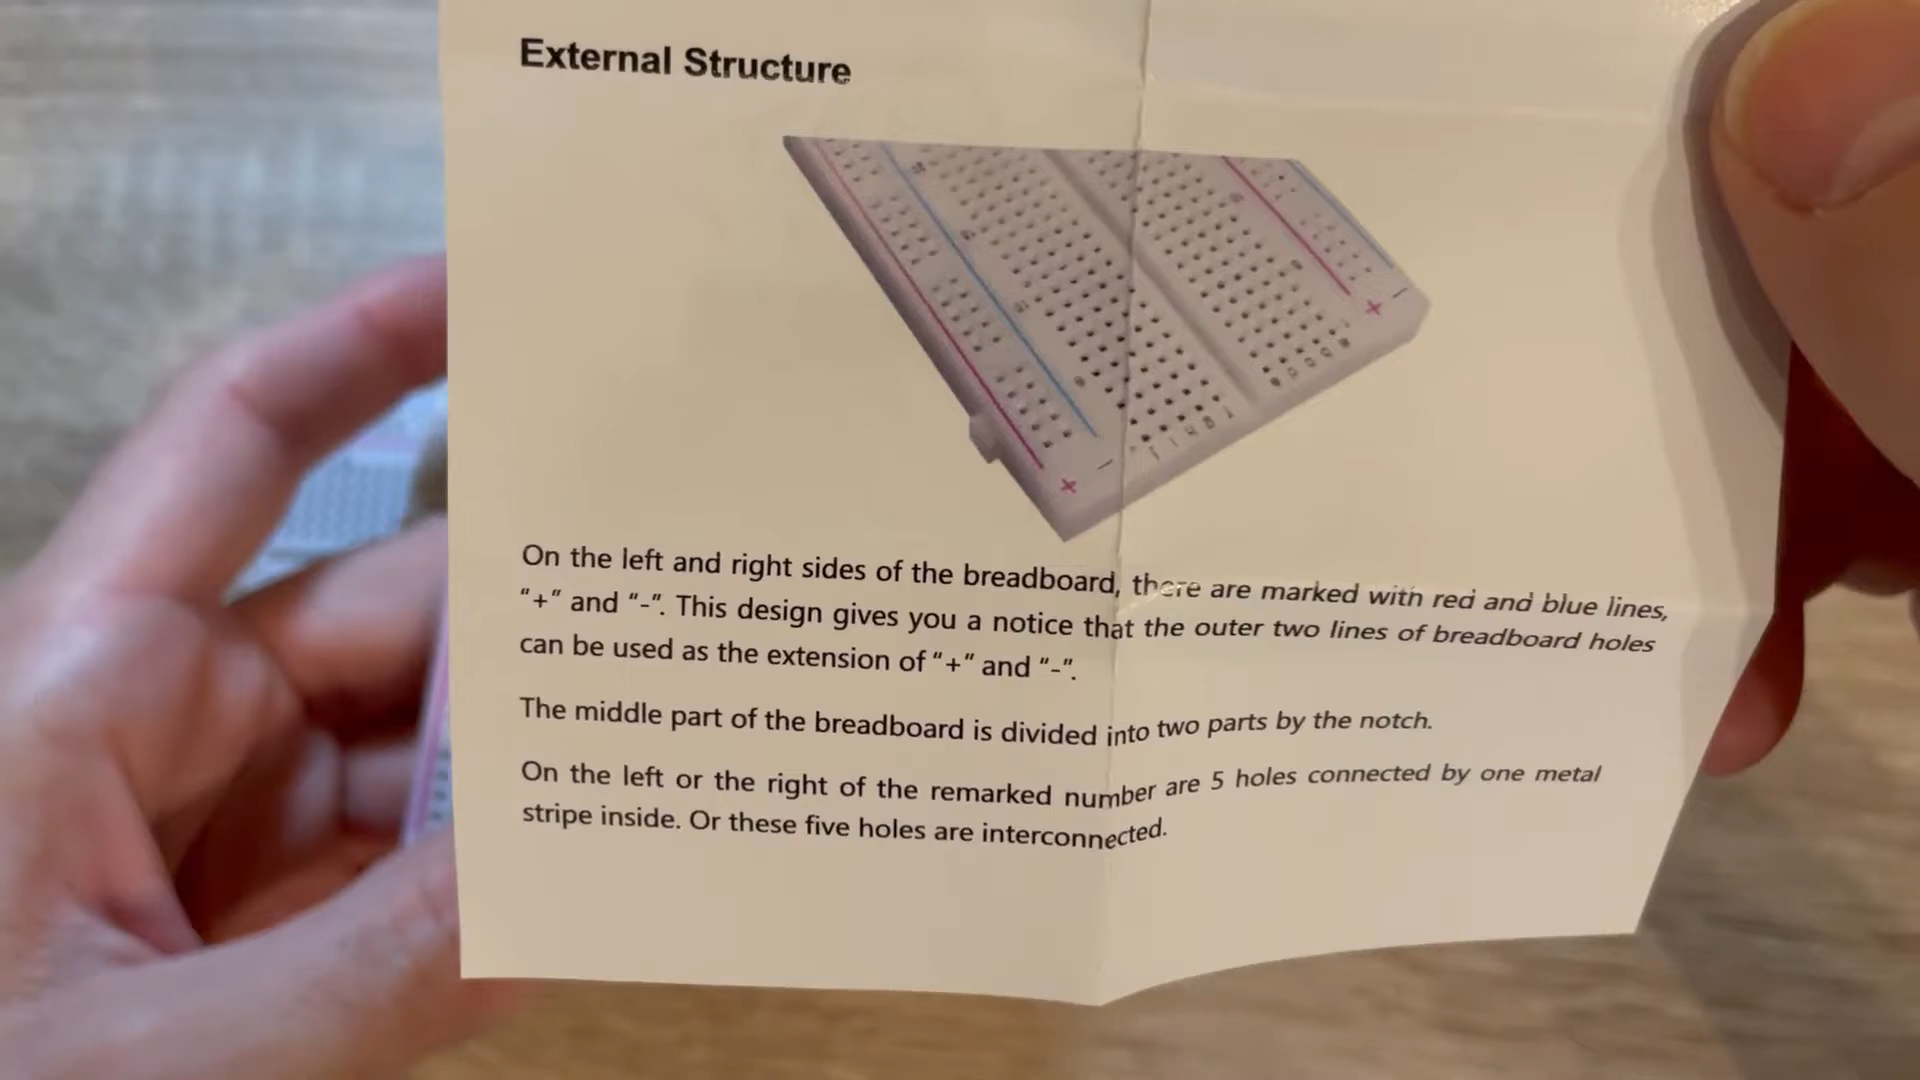 External Structure
On the left and right sides of the breadboard, there are marked with red and blue lines,
“+” and “-”. This design gives you a notice that the outer two lines of breadboard holes
can be used as the extension of “+” and “-”.
The middle part of the breadboard is divided into two parts by the notch.
On the left or the right of the remarked number are 5 holes connected by one metal
stripe inside. Or these five holes are interconnected.